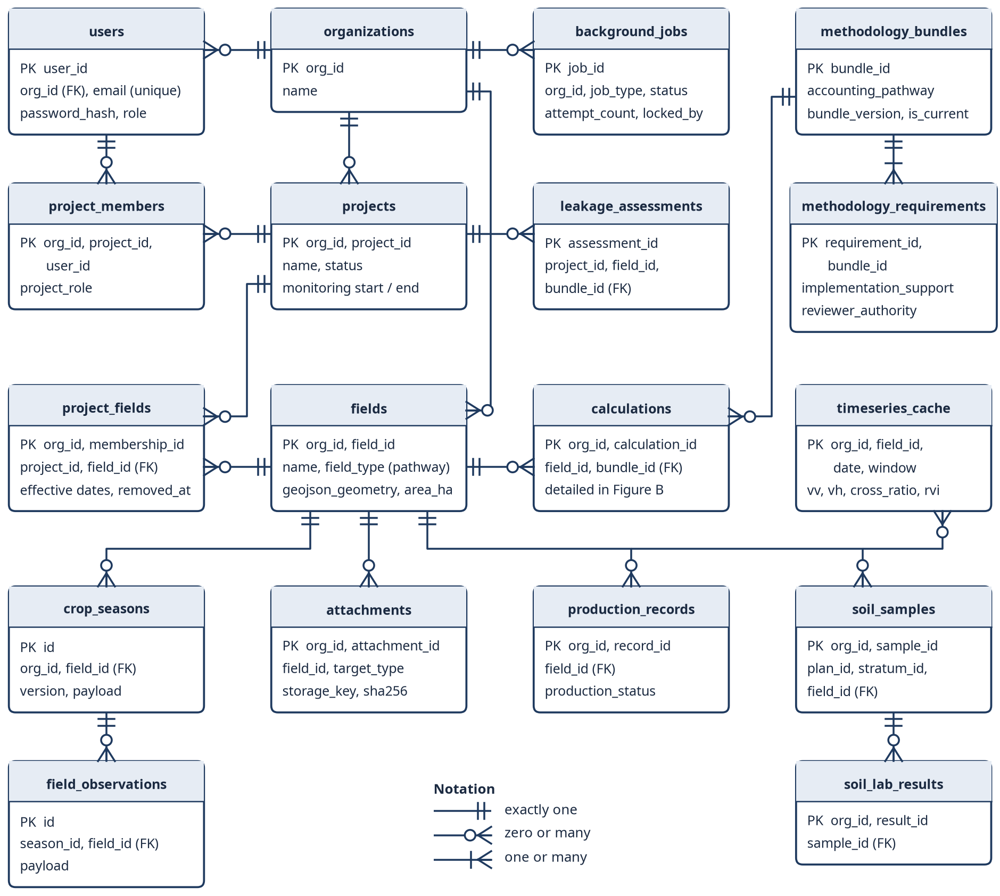 users
PK user_id
org_id (FK), email (unique)
password_hash, role
organizations
PK org_id
name
background_jobs
PK job_id
org_id, job_type, status
attempt_count, locked_by
methodology_bundles
PK bundle_id
accounting_pathway
bundle_version, is_current
project_members
PK org_id, project_id,
user_id
project_role
projects
PK org_id, project_id
name, status
monitoring start / end
leakage_assessments
PK assessment_id
project_id, field_id,
bundle_id (FK)
methodology_requirements
PK requirement_id,
bundle_id
implementation_support
reviewer_authority
project_fields
PK org_id, membership_id
project_id, field_id (FK)
effective dates, removed_at
fields
PK org_id, field_id
name, field_type (pathway)
geojson_geometry, area_ha
calculations
PK org_id, calculation_id
field_id, bundle_id (FK)
detailed in Figure B
timeseries_cache
PK org_id, field_id,
date, window
vv, vh, cross_ratio, rvi
crop_seasons
PK id
org_id, field_id (FK)
version, payload
attachments
PK org_id, attachment_id
field_id, target_type
storage_key, sha256
production_records
PK org_id, record_id
field_id (FK)
production_status
soil_samples
PK org_id, sample_id
plan_id, stratum_id,
field_id (FK)
field_observations
PK id
season_id, field_id (FK)
payload
Notation
exactly one
zero or many
one or many
soil_lab_results
PK org_id, result_id
sample_id (FK)